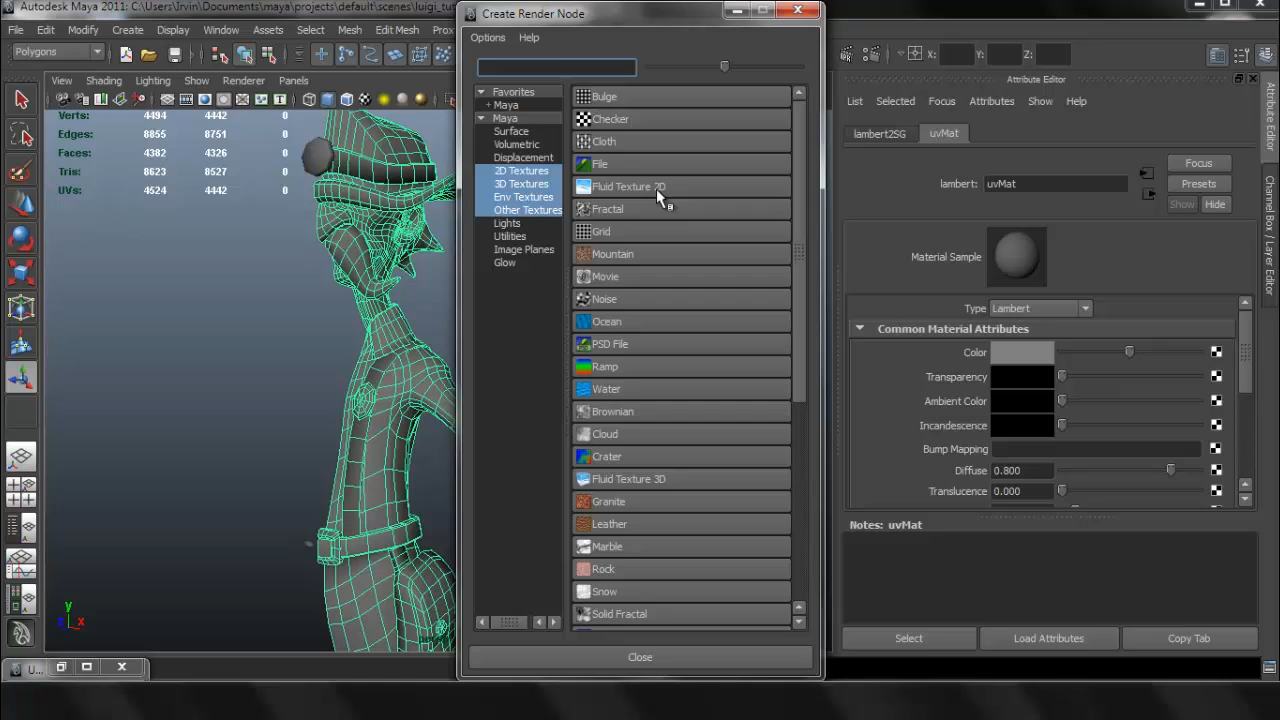 Autodesk Maya 2011: C:\Users\Irvin\Documents\maya\projects\default\scenes\luigi_tu
File Edit Modify Create Display Window Assets Select Mesh Edit Mesh
Polygons
X: Y: Z:
View Shading Lighting Show Renderer Panels
Verts: 4494 4442 0
Edges: 8855 8751 0
Faces: 4382 4326 0
Tris: 8623 8527 0
UVs: 4524 4442 0
y
z x
U...
Create Render Node
Options Help
Favorites
+ Maya
Maya
Surface
Volumetric
Displacement
2D Textures
3D Textures
Env Textures
Other Textures
Lights
Utilities
Image Planes
Glow
Bulge
Checker
Cloth
File
Fluid Texture 2D
Fractal
Grid
Mountain
Movie
Noise
Ocean
PSD File
Ramp
Water
Brownian
Cloud
Crater
Fluid Texture 3D
Granite
Leather
Marble
Rock
Snow
Solid Fractal
Close
Attribute Editor
List Selected Focus Attributes Show Help
lambert2SG uvMat
Focus
lambert: uvMat
Presets
Show Hide
Material Sample
Type Lambert
Common Material Attributes
Color
Transparency
Ambient Color
Incandescence
Bump Mapping
Diffuse 0.800
Translucence 0.000
Notes: uvMat
Select Load Attributes Copy Tab
Attribute Editor
Channel Box / Layer Editor